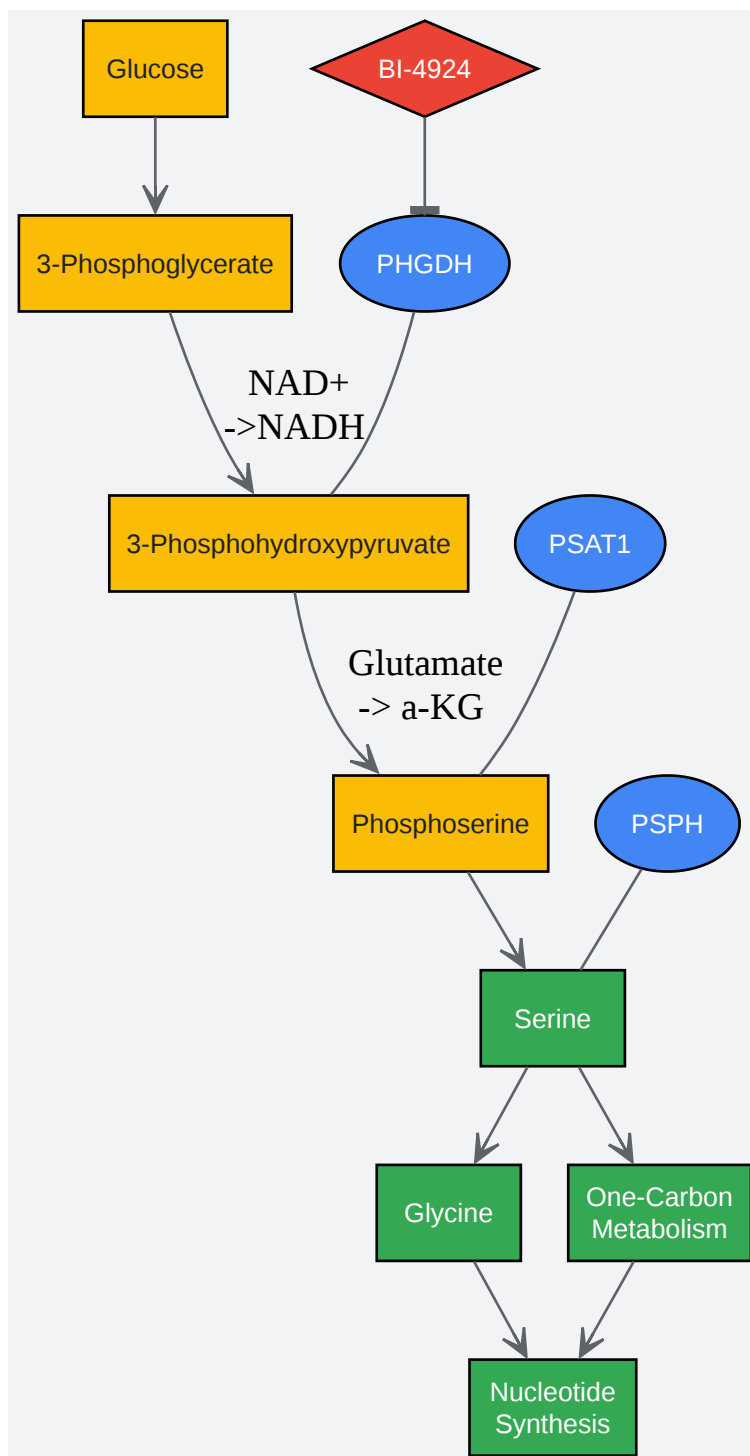 Glucose
BI-4924
3-Phosphoglycerate
PHGDH
NAD+
->NADH
3-Phosphohydroxypyruvate
PSAT1
Glutamate
-> a-KG
Phosphoserine
PSPH
Serine
Glycine
One-Carbon
Metabolism
Nucleotide
Synthesis